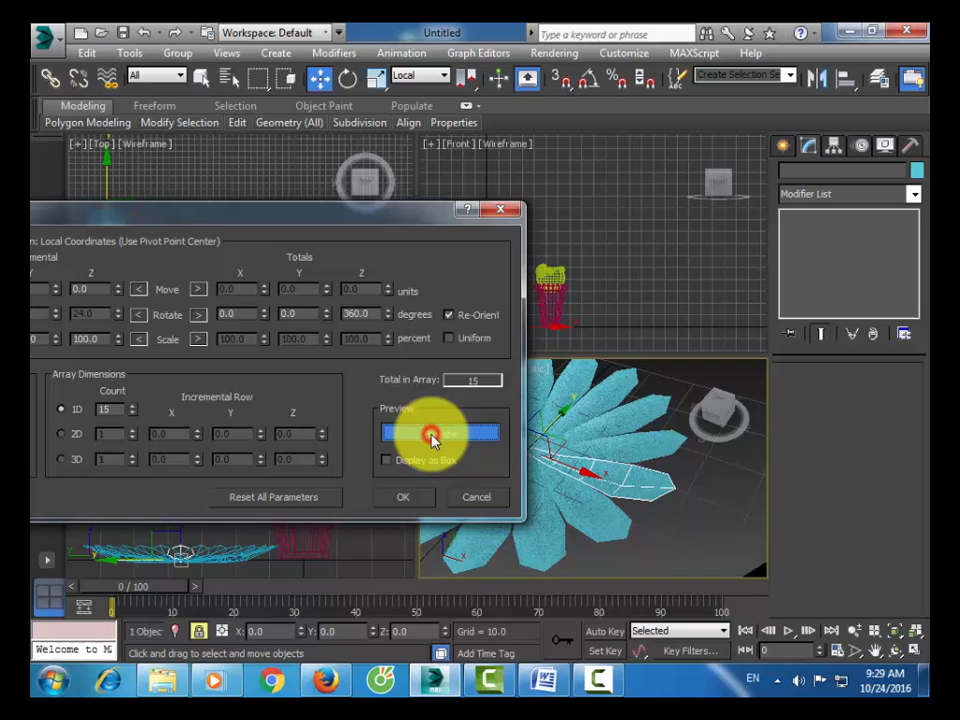 Workspace: Default
Untitled
Type a keyword or phrase
Edit Tools Group Views Create Modifiers Animation Graph Editors Rendering Customize MAXScript Help
All
Local
Create Selection Se
Modeling Freeform Selection Object Paint Populate
Polygon Modeling Modify Selection Edit Geometry (All) Subdivision Align Properties
[+] [Top] [Wireframe]
[+] [Front] [Wireframe]
TOP
FRONT
Modifier List
n: Local Coordinates (Use Pivot Point Center)
mental
Totals
Y Z X Y Z
0.0 < Move > 0.0 0.0 0.0 units
24.0 < Rotate > 0.0 0.0 360.0 degrees Re-Orient
100.0 < Scale > 100.0 100.0 100.0 percent Uniform
Array Dimensions
Total in Array: 15
Count
Incremental Row
X Y Z
Preview
1D 15
2D 1 0.0 0.0 0.0
3D 1 0.0 0.0 0.0
Display as Box
Reset All Parameters OK Cancel
y
x
y
x
x
< 0 / 100 >
0 10 20 30 40 50 60 70 80 90 100
1 Objec X: 0.0 Y: 0.0 Z: 0.0 Grid = 10.0 Auto Key Selected
Welcome to M Click and drag to select and move objects Add Time Tag Set Key Key Filters... 0
EN 9:29 AM
10/24/2016